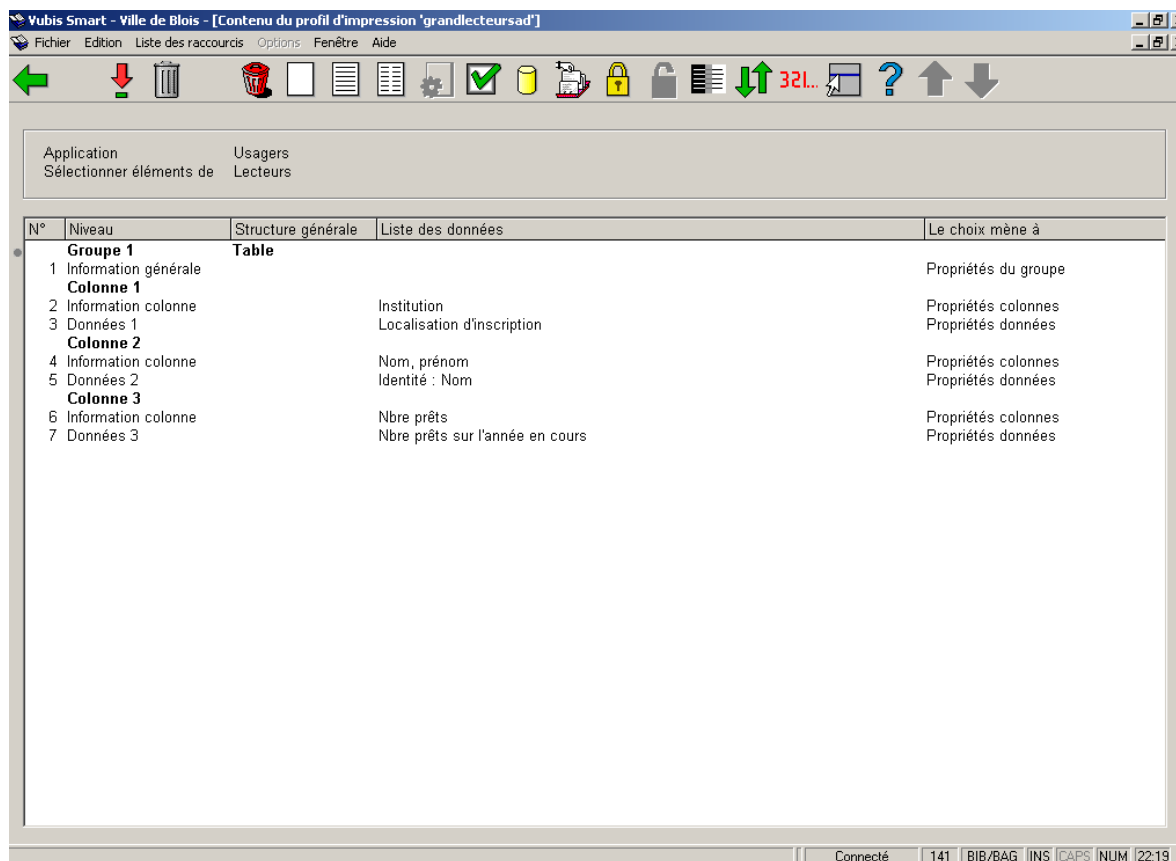 Vubis Smart - Ville de Blois - [Contenu du profil d'impression 'grandlecteursad']
Fichier Edition Liste des raccourcis Options Fenêtre Aide
321...
Application Usagers
Sélectionner éléments de Lecteurs
N° Niveau Structure générale Liste des données Le choix mène à
Groupe 1 Table
1 Information générale Propriétés du groupe
Colonne 1
2 Information colonne Institution Propriétés colonnes
3 Données 1 Localisation d'inscription Propriétés données
Colonne 2
4 Information colonne Nom, prénom Propriétés colonnes
5 Données 2 Identité : Nom Propriétés données
Colonne 3
6 Information colonne Nbre prêts Propriétés colonnes
7 Données 3 Nbre prêts sur l'année en cours Propriétés données
Connecté 141 BIB/BAG INS CAPS NUM 22:19